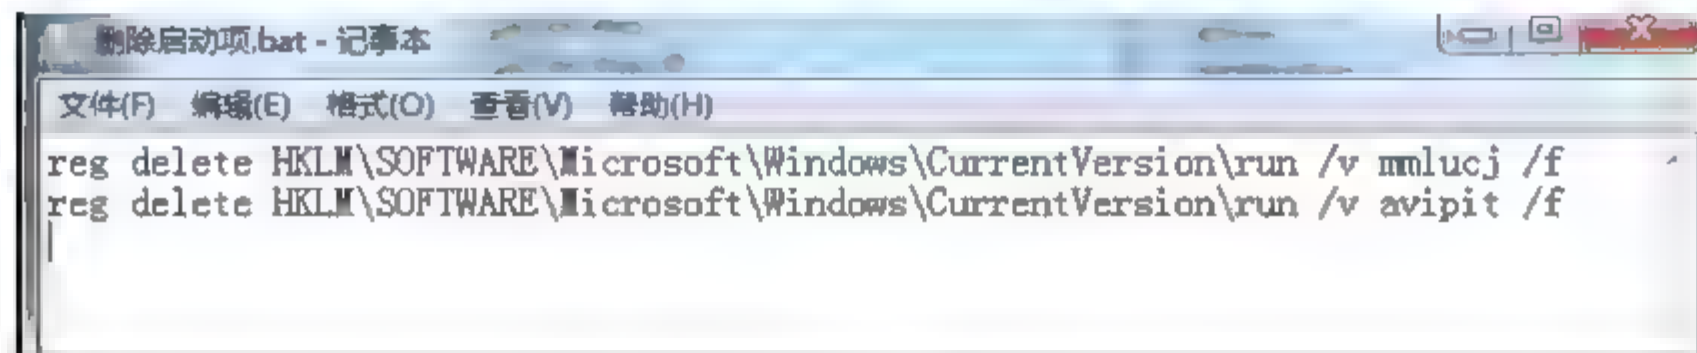 删除启动项.bat - 记事本
文件(F) 编辑(E) 格式(O) 查看(V) 帮助(H)
reg delete HKLM\SOFTWARE\Microsoft\Windows\CurrentVersion\run /v mmlucj /f
reg delete HKLM\SOFTWARE\Microsoft\Windows\CurrentVersion\run /v avipit /f